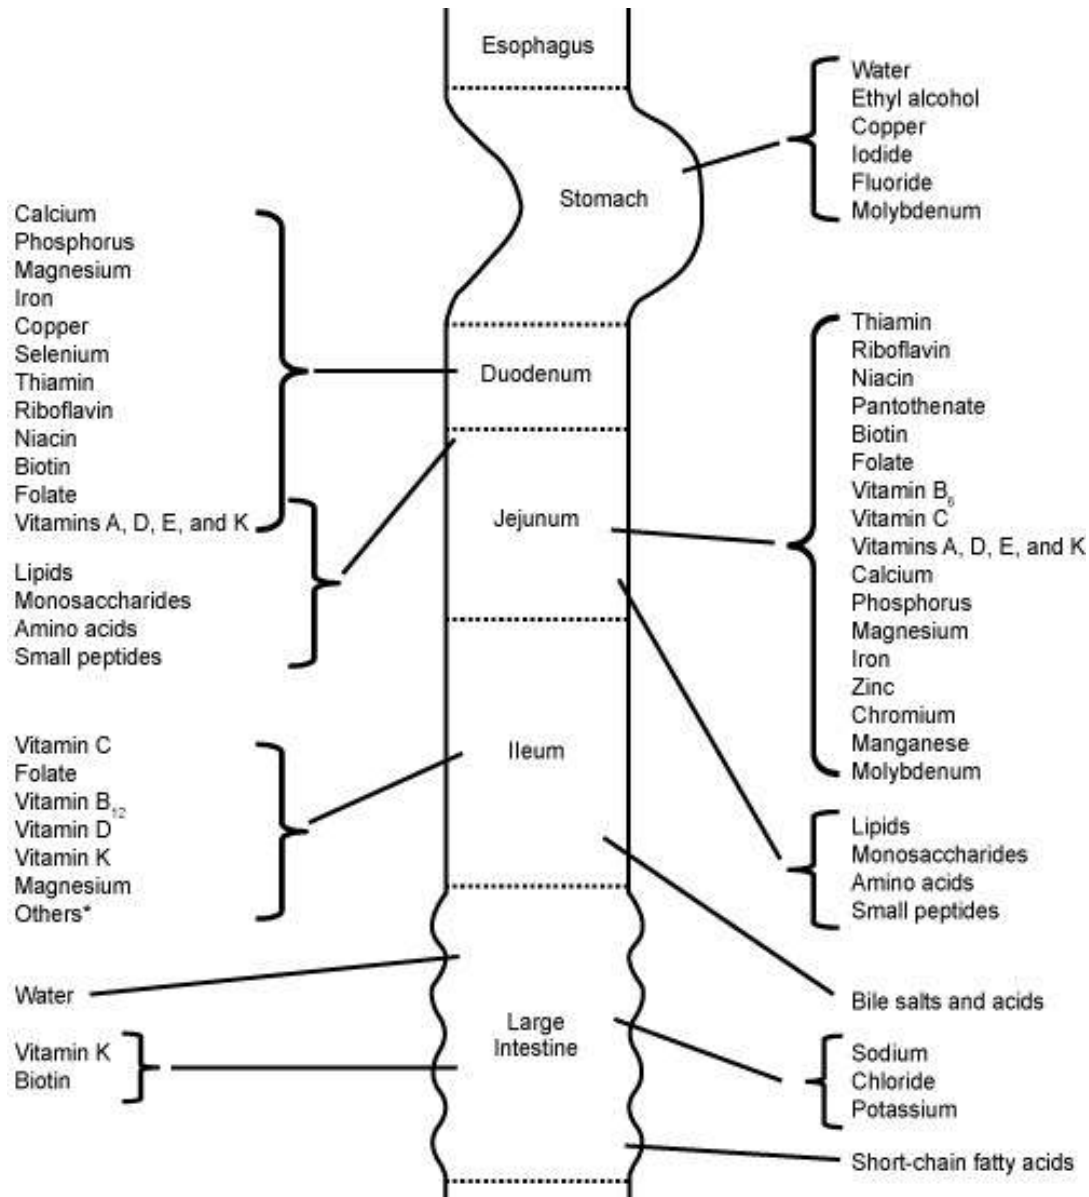 Esophagus
Water
Ethyl alcohol
Copper
Iodide
Fluoride
Molybdenum
Stomach
Calcium
Phosphorus
Magnesium
Iron
Copper
Selenium
Thiamin
Riboflavin
Niacin
Biotin
Folate
Vitamins A, D, E, and K
Duodenum
Thiamin
Riboflavin
Niacin
Pantothenate
Biotin
Folate
Vitamin B6
Vitamin C
Vitamins A, D, E, and K
Calcium
Phosphorus
Magnesium
Iron
Zinc
Chromium
Manganese
Molybdenum
Jejunum
Lipids
Monosaccharides
Amino acids
Small peptides
Ileum
Vitamin C
Folate
Vitamin B12
Vitamin D
Vitamin K
Magnesium
Others*
Lipids
Monosaccharides
Amino acids
Small peptides
Water
Bile salts and acids
Large
Intestine
Vitamin K
Biotin
Sodium
Chloride
Potassium
Short-chain fatty acids